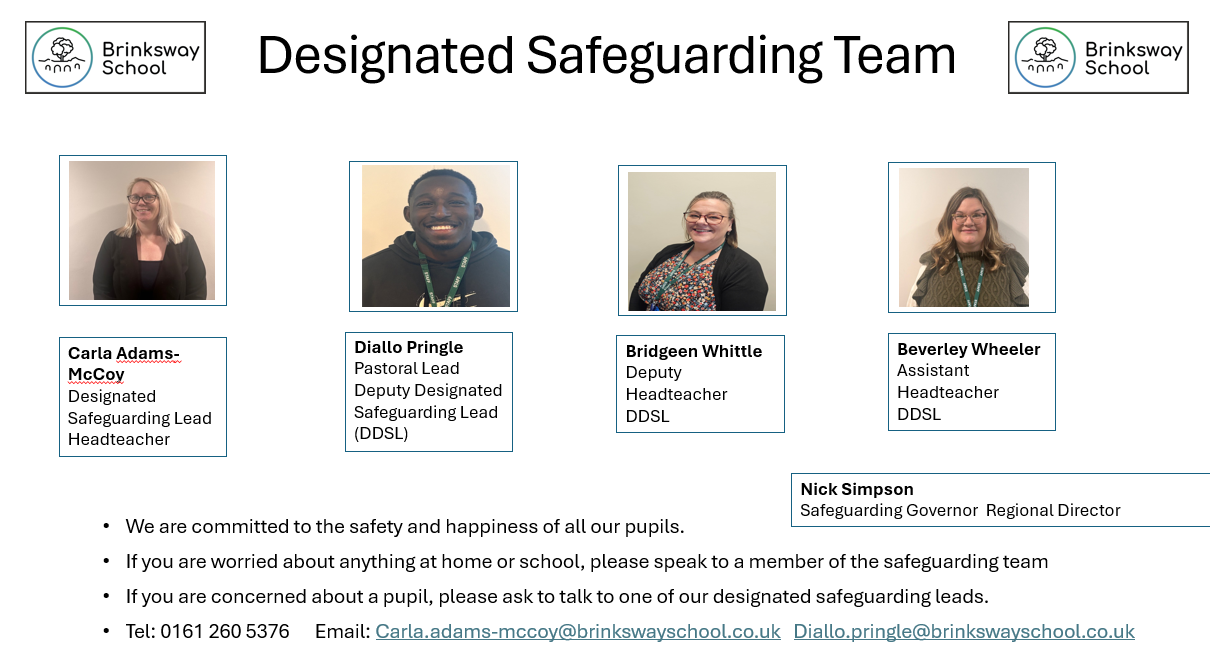 Brinksway
School
Designated Safeguarding Team
Brinksway
School
STAFF
Carla Adams-
McCoy
Designated
Safeguarding Lead
Headteacher
Diallo Pringle
Pastoral Lead
Deputy Designated
Safeguarding Lead
(DDSL)
Bridgeen Whittle
Deputy
Headteacher
DDSL
Beverley Wheeler
Assistant
Headteacher
DDSL
Nick Simpson
Safeguarding Governor  Regional Director
• We are committed to the safety and happiness of all our pupils.
• If you are worried about anything at home or school, please speak to a member of the safeguarding team
• If you are concerned about a pupil, please ask to talk to one of our designated safeguarding leads.
• Tel: 0161 260 5376     Email: Carla.adams-mccoy@brinkswayschool.co.uk   Diallo.pringle@brinkswayschool.co.uk